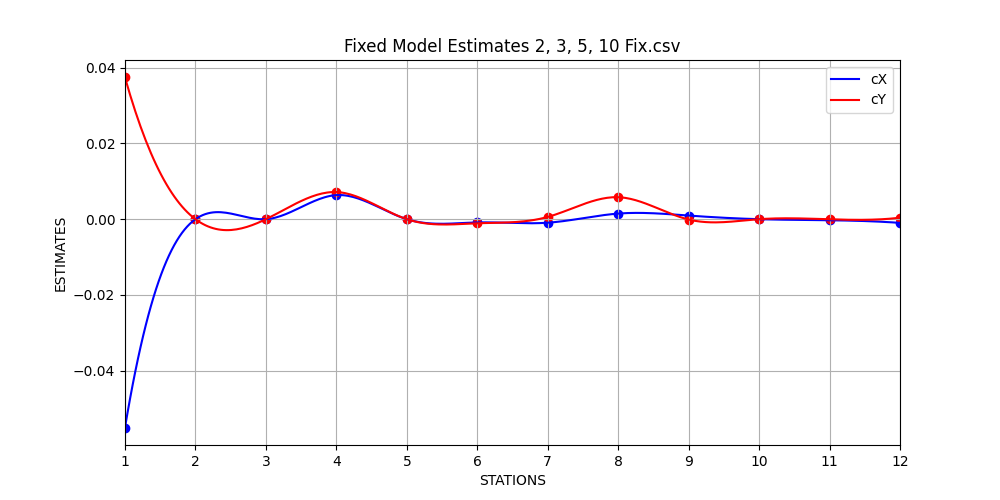 Fixed Model Estimates 2, 3, 5, 10 Fix.csv
cX
cY
ESTIMATES
0.04
0.02
0.00
−0.02
−0.04
1 2 3 4 5 6 7 8 9 10 11 12
STATIONS